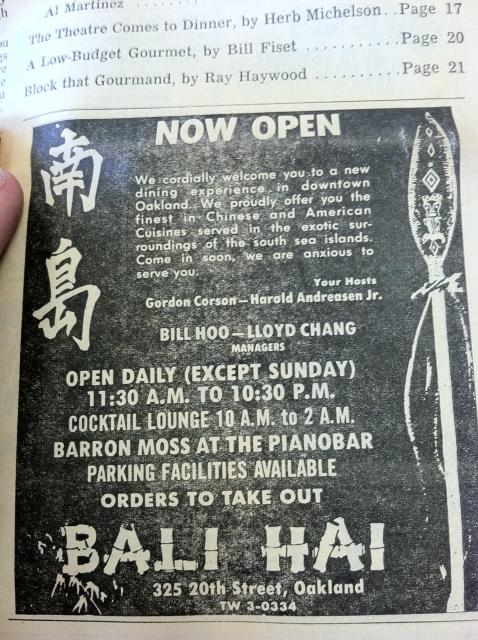 Al Martinez ..........
The Theatre Comes to Dinner, by Herb Michelson..Page 17
A Low-Budget Gourmet, by Bill Fiset ............Page 20
Block that Gourmand, by Ray Haywood ..........Page 21
NOW OPEN
南島
We cordially welcome you to a new
dining experience in downtown
Oakland. We proudly offer you the
finest in Chinese and American
Cuisines served in the exotic sur-
roundings of the south sea islands.
Come in soon, we are anxious to
serve you.
Your Hosts
Gordon Corson—Harold Andreasen Jr.
BILL HOO—LLOYD CHANG
MANAGERS
OPEN DAILY (EXCEPT SUNDAY)
11:30 A.M. TO 10:30 P.M.
COCKTAIL LOUNGE 10 A.M. to 2 A.M.
BARRON MOSS AT THE PIANOBAR
PARKING FACILITIES AVAILABLE
ORDERS TO TAKE OUT
BALI HAI
325 20th Street, Oakland
TW 3-0334